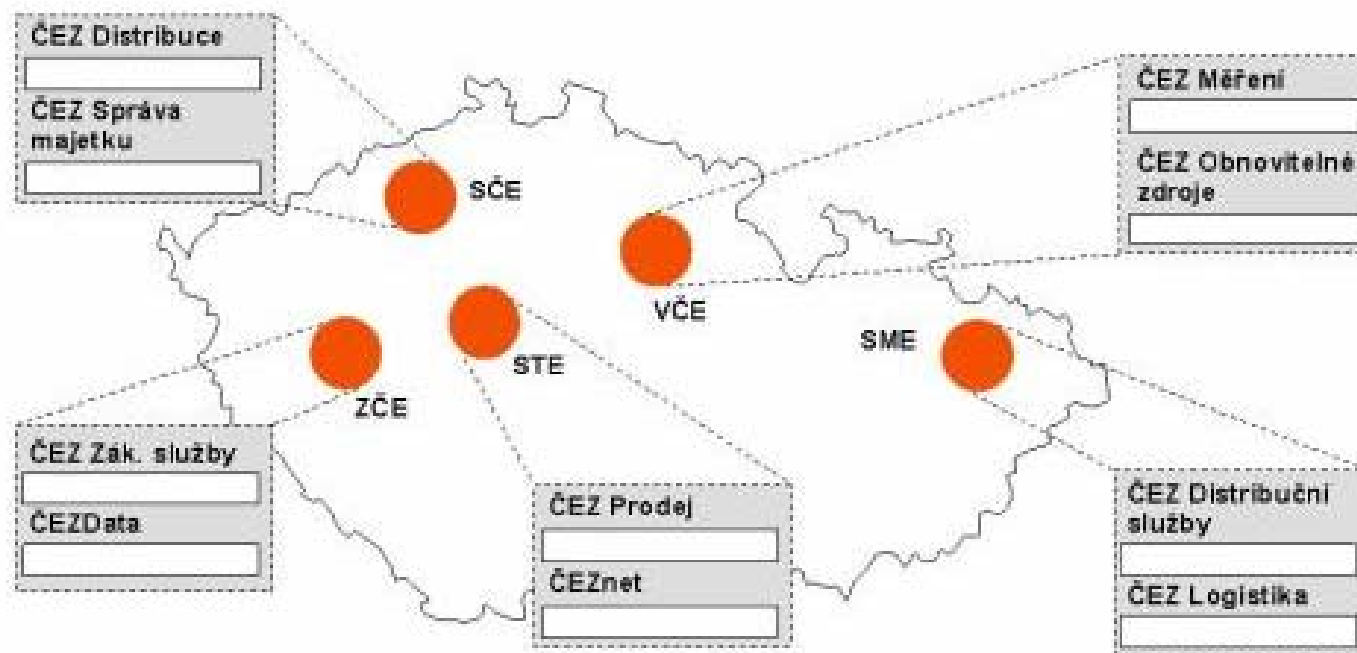 ČEZ Distribuce
ČEZ Správa
majetku
ČEZ Měření
ČEZ Obnovitelné
zdroje
SČE
VČE
STE
SME
ZČE
ČEZ Zák. služby
ČEZData
ČEZ Prodej
ČEZnet
ČEZ Distribuční
služby
ČEZ Logistika